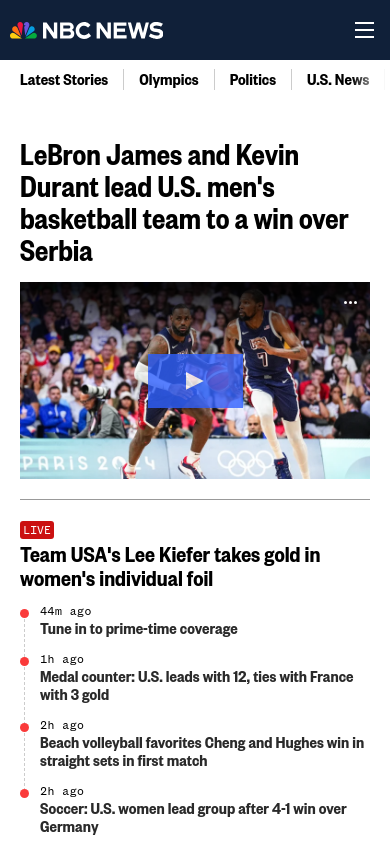 NBC NEWS
Latest Stories
Olympics
Politics
U.S. News
LeBron James and Kevin
Durant lead U.S. men's
basketball team to a win over
Serbia
PARIS 2024
LIVE
Team USA's Lee Kiefer takes gold in
women's individual foil
44m ago
Tune in to prime-time coverage
1h ago
Medal counter: U.S. leads with 12, ties with France
with 3 gold
2h ago
Beach volleyball favorites Cheng and Hughes win in
straight sets in first match
2h ago
Soccer: U.S. women lead group after 4-1 win over
Germany